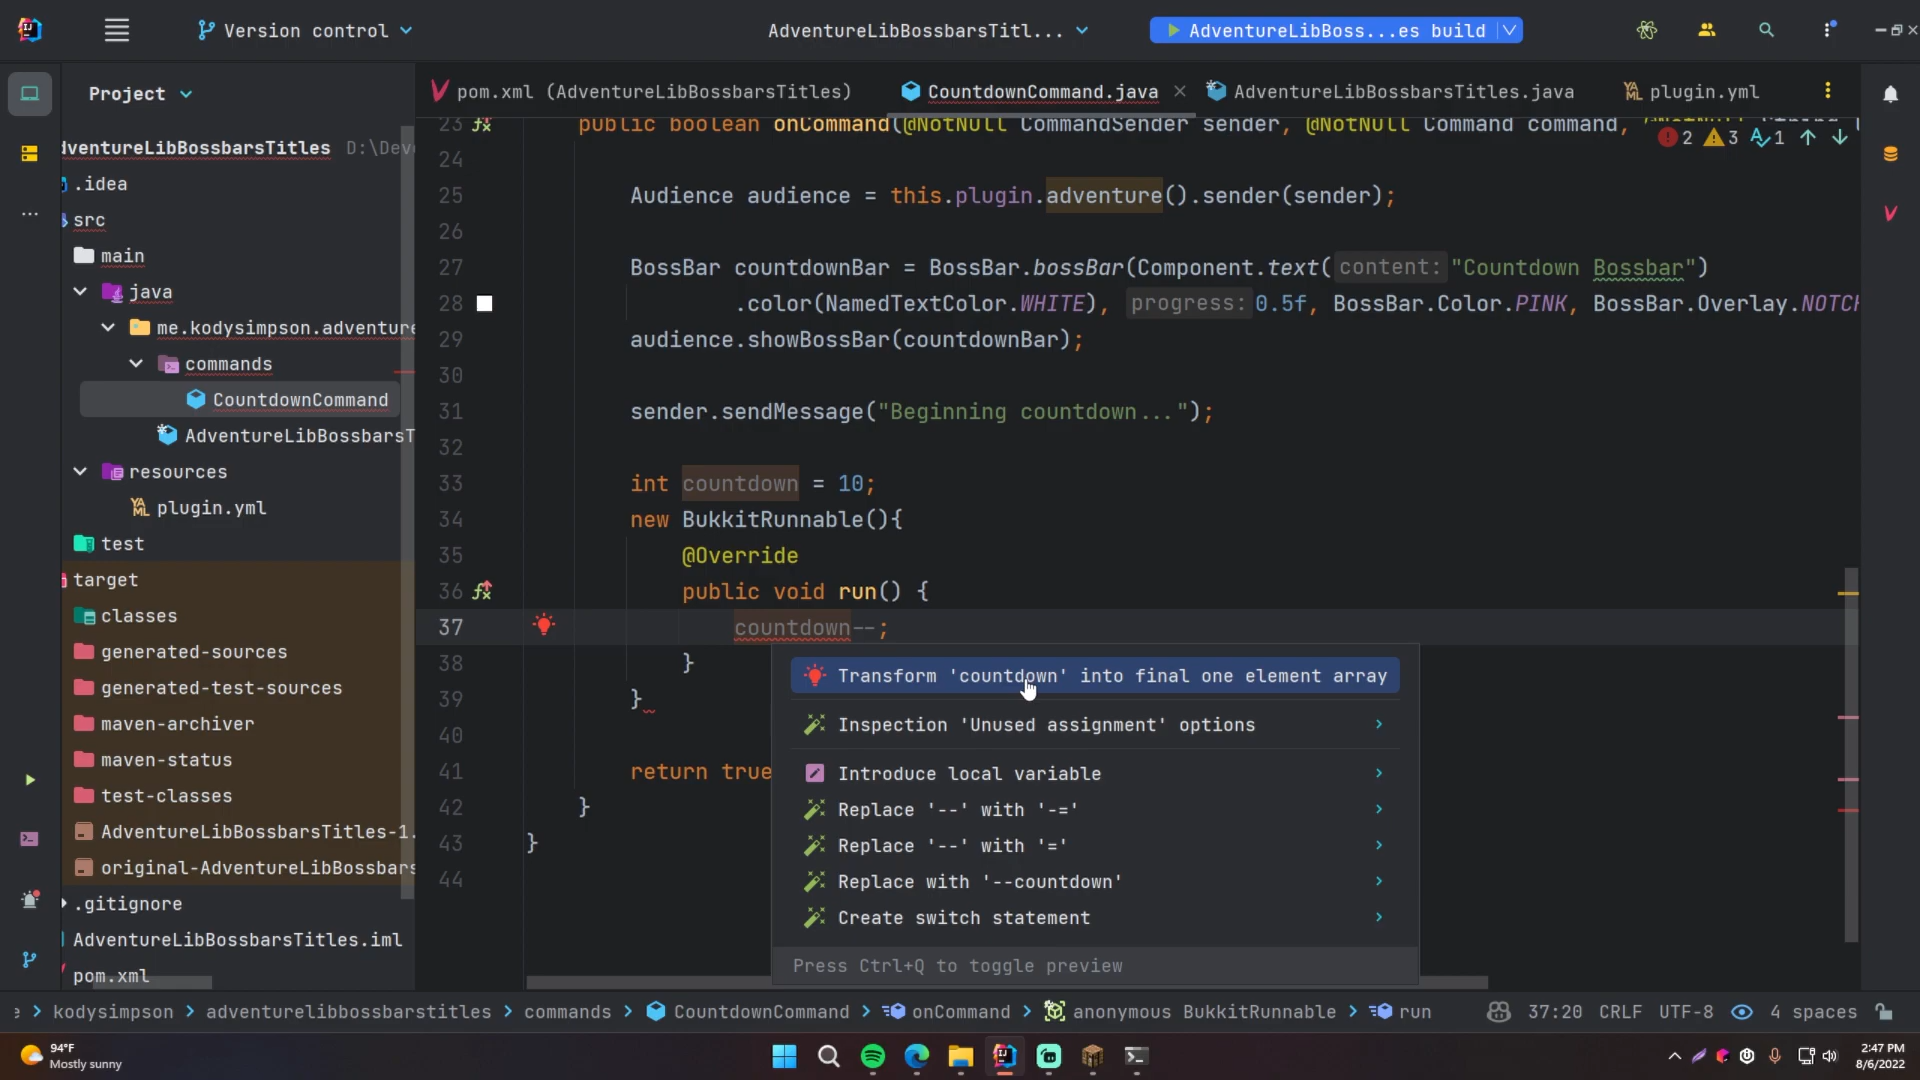 Version control
AdventureLibBossbarsTitl...
AdventureLibBoss...es build
Project
pom.xml (AdventureLibBossbarsTitles)
CountdownCommand.java
AdventureLibBossbarsTitles.java
plugin.yml
dventureLibBossbarsTitles D:\Dev
.idea
src
main
java
me.kodysimpson.adventure
commands
CountdownCommand
AdventureLibBossbarsT
resources
plugin.yml
test
target
classes
generated-sources
generated-test-sources
maven-archiver
maven-status
test-classes
AdventureLibBossbarsTitles-1.
original-AdventureLibBossbars
.gitignore
AdventureLibBossbarsTitles.iml
pom.xml
2 3 1
23 public boolean onCommand(@NotNull CommandSender sender, @NotNull Command command,
24
25 Audience audience = this.plugin.adventure().sender(sender);
26
27 BossBar countdownBar = BossBar.bossBar(Component.text( content: "Countdown Bossbar")
28 .color(NamedTextColor.WHITE), progress: 0.5f, BossBar.Color.PINK, BossBar.Overlay.NOTCH
29 audience.showBossBar(countdownBar);
30
31 sender.sendMessage("Beginning countdown...");
32
33 int countdown = 10;
34 new BukkitRunnable(){
35 @Override
36 public void run() {
37 countdown--;
38 }
39 }
40
41 return true
42 }
43 }
44
Transform 'countdown' into final one element array
Inspection 'Unused assignment' options
Introduce local variable
Replace '--' with '-='
Replace '--' with '='
Replace with '--countdown'
Create switch statement
Press Ctrl+Q to toggle preview
e > kodysimpson > adventurelibbossbarstitles > commands > CountdownCommand > onCommand > anonymous BukkitRunnable > run
37:20 CRLF UTF-8 4 spaces
94°F
Mostly sunny
2:47 PM
8/6/2022